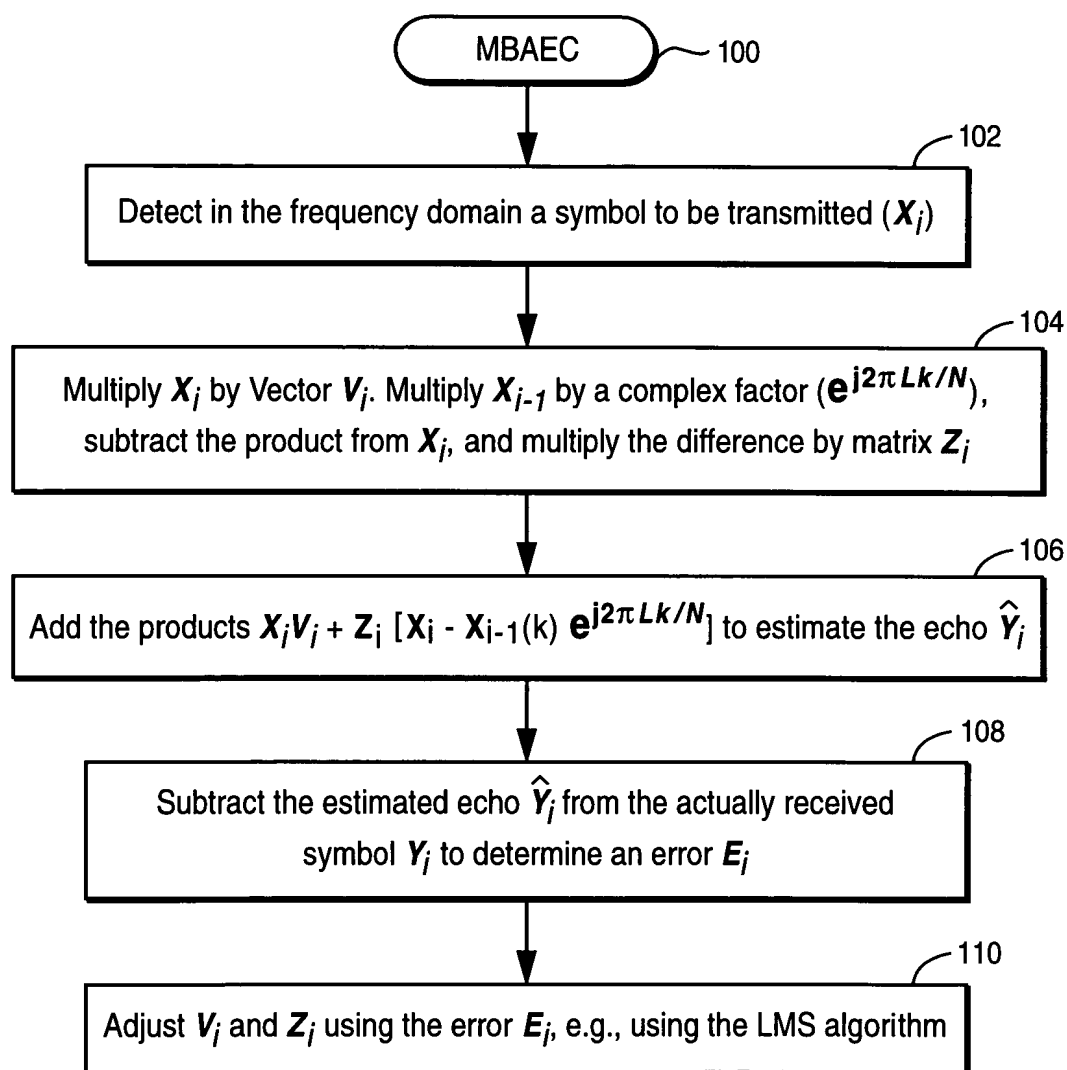 MBAEC
100
102
Detect in the frequency domain a symbol to be transmitted (Xi)
104
Multiply Xi by Vector Vi. Multiply Xi-1 by a complex factor (e^j2πLk/N),
subtract the product from Xi, and multiply the difference by matrix Zi
106
Add the products XiVi + Zi [Xi - Xi-1(k) e^j2πLk/N] to estimate the echo Ŷi
108
Subtract the estimated echo Ŷi from the actually received
symbol Yi to determine an error Ei
110
Adjust Vi and Zi using the error Ei, e.g., using the LMS algorithm